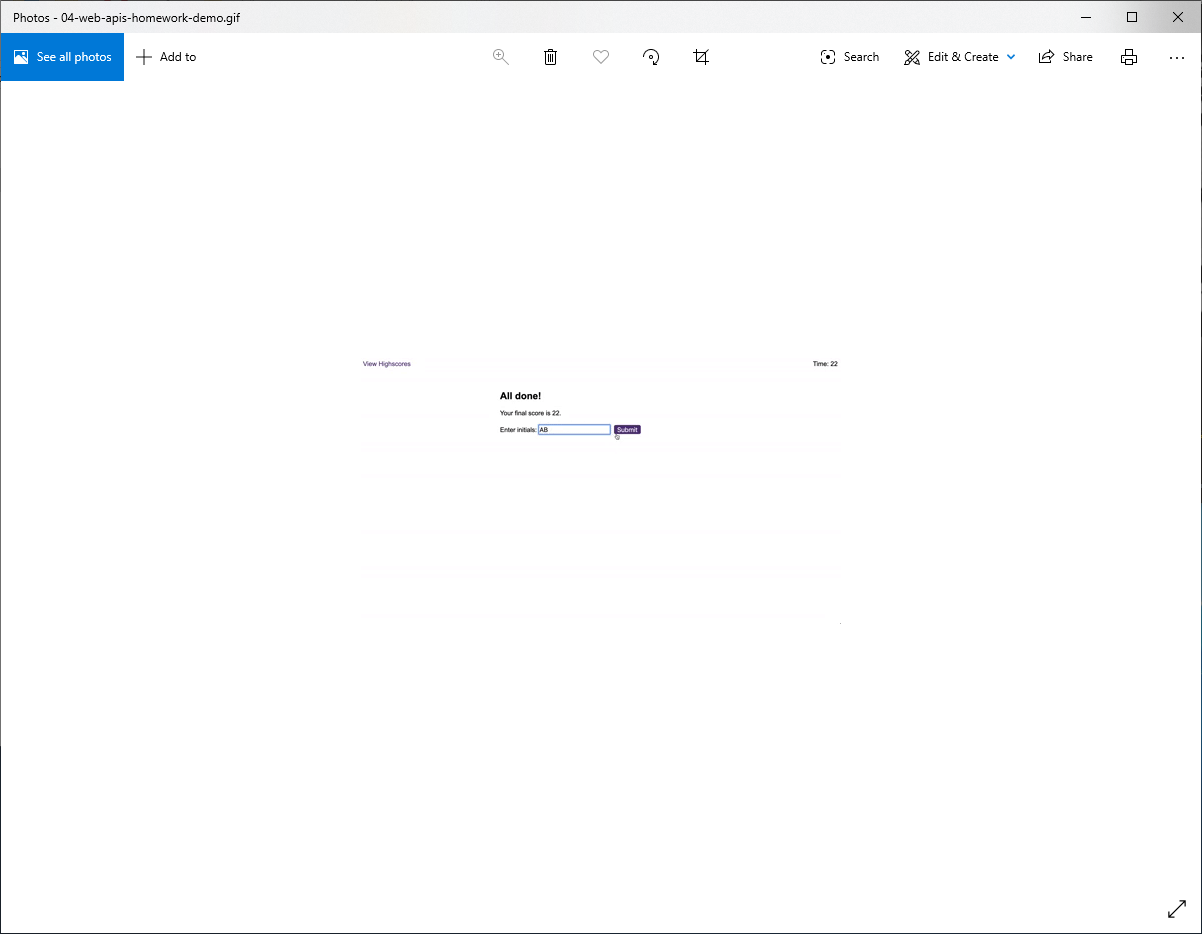 Photos - 04-web-apis-homework-demo.gif
See all photos
Add to
Search
Edit & Create
Share
View Highscores
Time: 22
All done!
Your final score is 22.
Enter initials: AB Submit